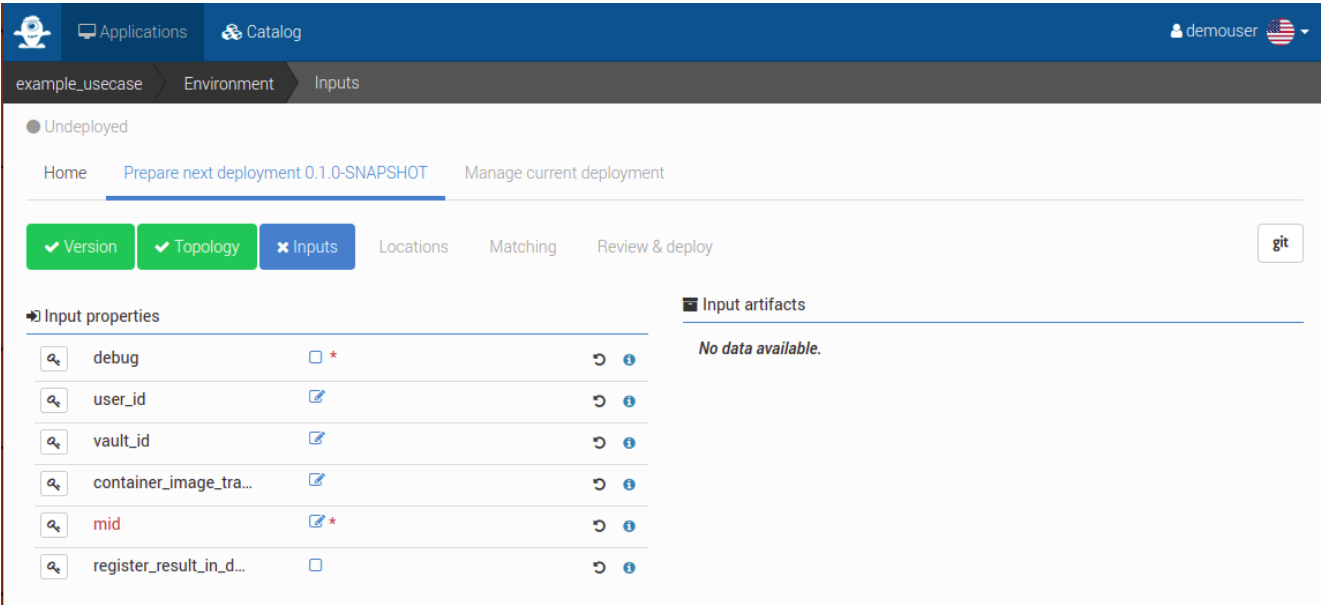 Applications Catalog demouser
example_usecase Environment Inputs
Undeployed
Home Prepare next deployment 0.1.0-SNAPSHOT Manage current deployment
Version Topology Inputs Locations Matching Review & deploy git
Input properties
debug *
user_id
vault_id
container_image_tra...
mid *
register_result_in_d...
Input artifacts
No data available.